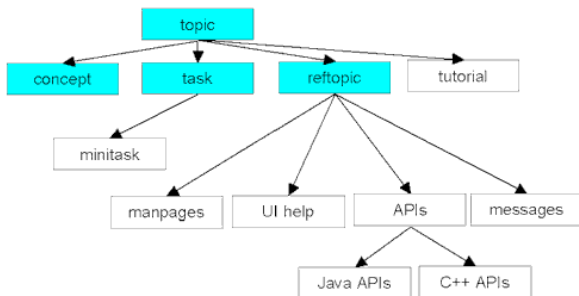 topic
concept
task
reftopic
tutorial
minitask
manpages
UI help
APIs
messages
Java APIs
C++ APIs